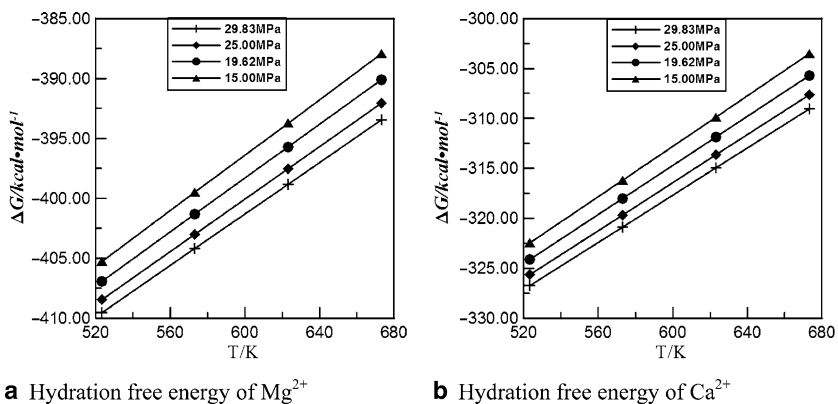 −385.00
−390.00
−395.00
−400.00
−405.00
−410.00
ΔG/kcal•mol⁻¹
29.83MPa
25.00MPa
19.62MPa
15.00MPa
520 560 600 640 680
T/K
a Hydration free energy of Mg²⁺
−300.00
−305.00
−310.00
−315.00
−320.00
−325.00
−330.00
ΔG/kcal•mol⁻¹
29.83MPa
25.00MPa
19.62MPa
15.00MPa
520 560 600 640 680
T/K
b Hydration free energy of Ca²⁺